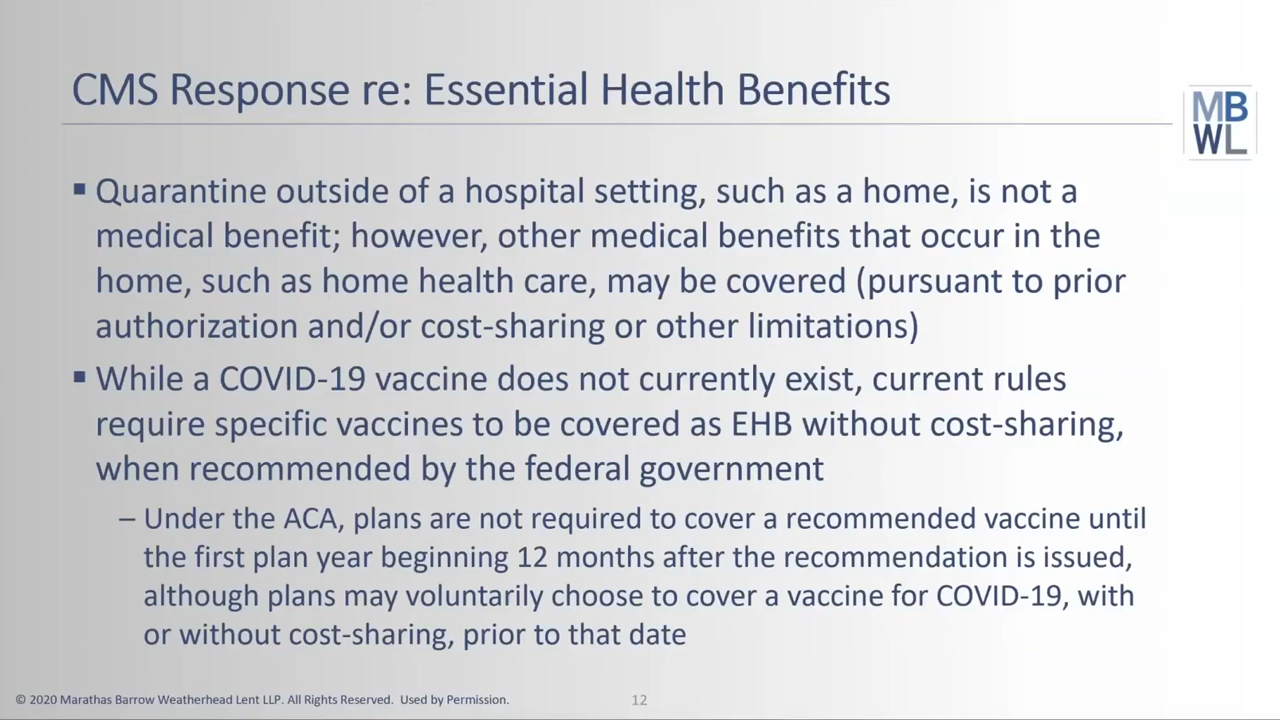 CMS Response re: Essential Health Benefits
MB
WL
▪ Quarantine outside of a hospital setting, such as a home, is not a
medical benefit; however, other medical benefits that occur in the
home, such as home health care, may be covered (pursuant to prior
authorization and/or cost-sharing or other limitations)
▪ While a COVID-19 vaccine does not currently exist, current rules
require specific vaccines to be covered as EHB without cost-sharing,
when recommended by the federal government
– Under the ACA, plans are not required to cover a recommended vaccine until
the first plan year beginning 12 months after the recommendation is issued,
although plans may voluntarily choose to cover a vaccine for COVID-19, with
or without cost-sharing, prior to that date
© 2020 Marathas Barrow Weatherhead Lent LLP. All Rights Reserved. Used by Permission.
12